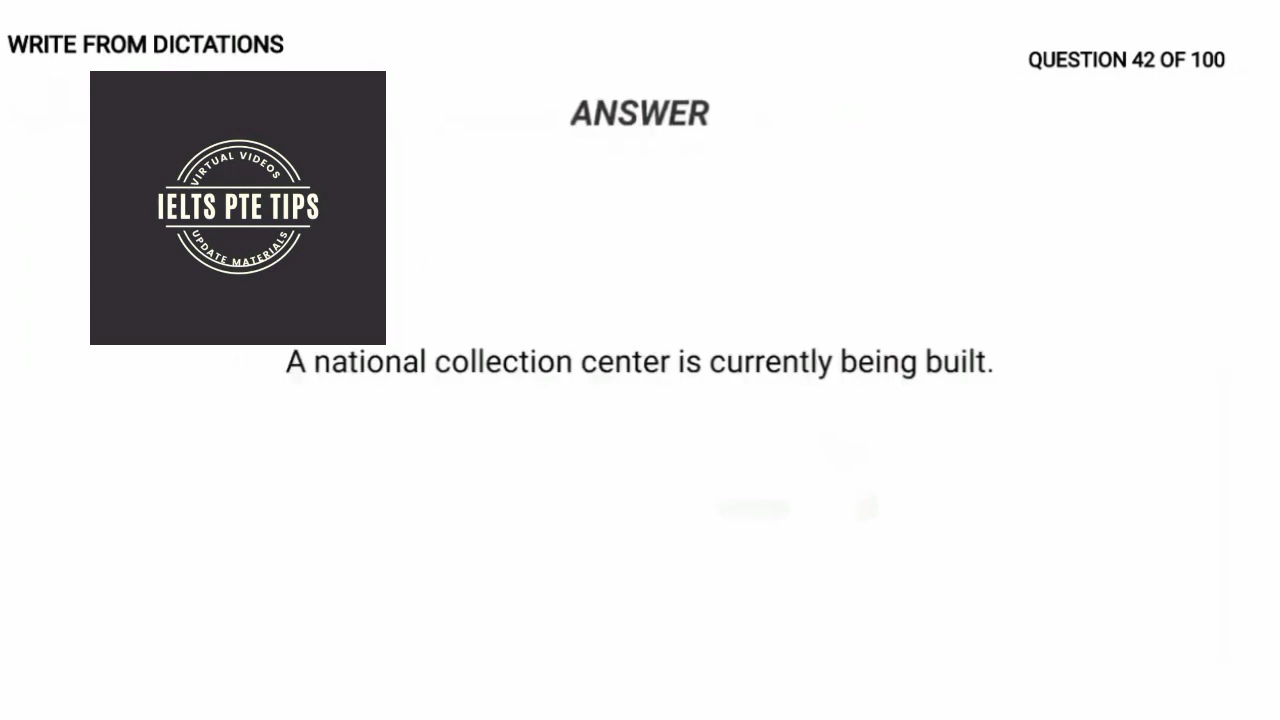 WRITE FROM DICTATIONS
QUESTION 42 OF 100
ANSWER
VIRTUAL VIDEOS
IELTS PTE TIPS
UPDATE MATERIALS
A national collection center is currently being built.